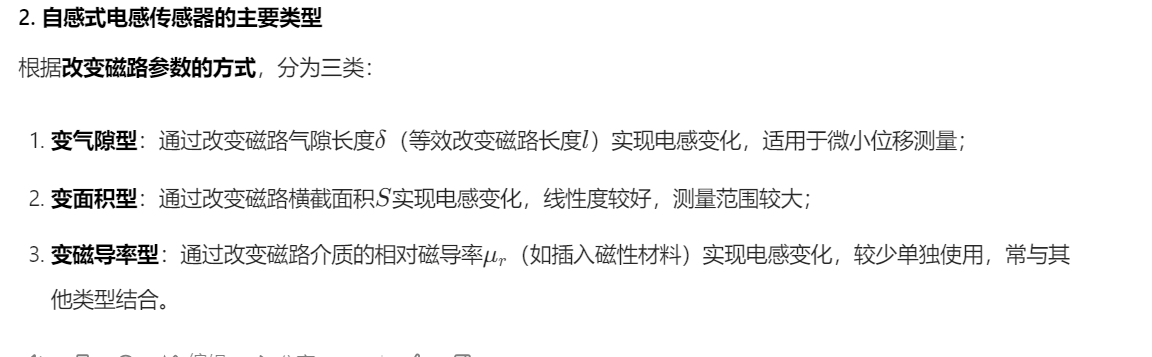 2. 自感式电感传感器的主要类型
根据改变磁路参数的方式，分为三类：
1. 变气隙型：通过改变磁路气隙长度δ（等效改变磁路长度l）实现电感变化，适用于微小位移测量；
2. 变面积型：通过改变磁路横截面积S实现电感变化，线性度较好，测量范围较大；
3. 变磁导率型：通过改变磁路介质的相对磁导率μr（如插入磁性材料）实现电感变化，较少单独使用，常与其
他类型结合。